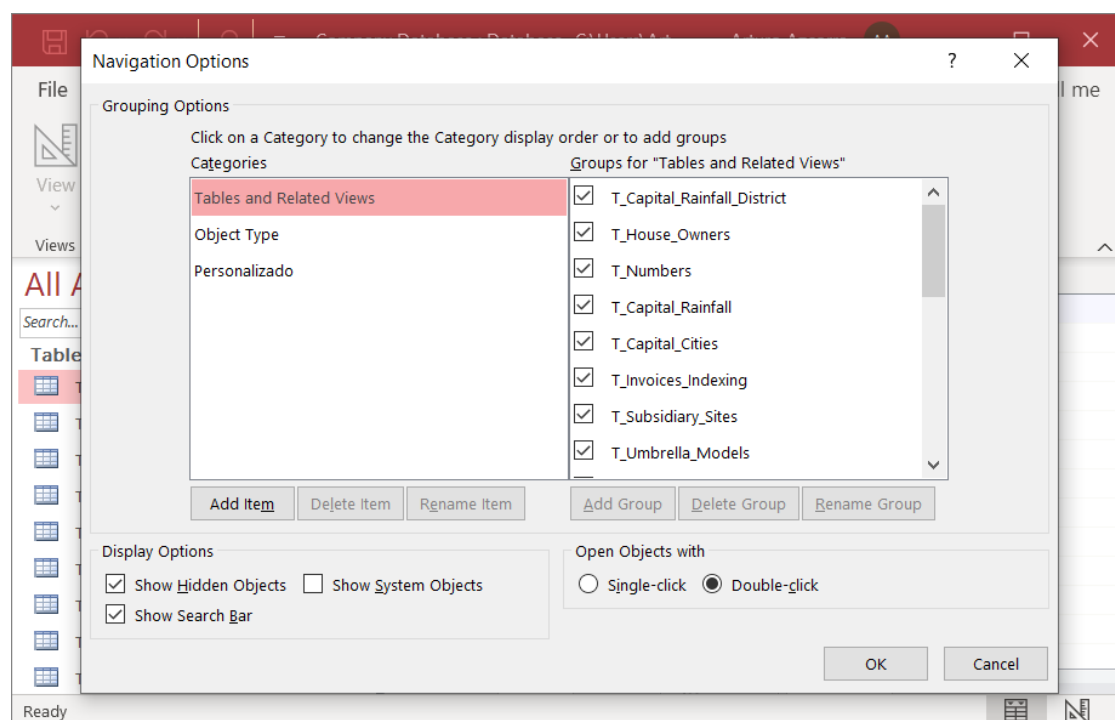 Navigation Options
?
File
ll me
Grouping Options
Click on a Category to change the Category display order or to add groups
Categories
Groups for "Tables and Related Views"
View
Tables and Related Views
T_Capital_Rainfall_District
Object Type
T_House_Owners
Views
Personalizado
T_Numbers
All A
T_Capital_Rainfall
Search...
T_Capital_Cities
Table
T_Invoices_Indexing
T_Subsidiary_Sites
T_Umbrella_Models
Add Item
Delete Item
Rename Item
Add Group
Delete Group
Rename Group
Display Options
Open Objects with
Show Hidden Objects
Show System Objects
Single-click
Double-click
Show Search Bar
OK
Cancel
Ready